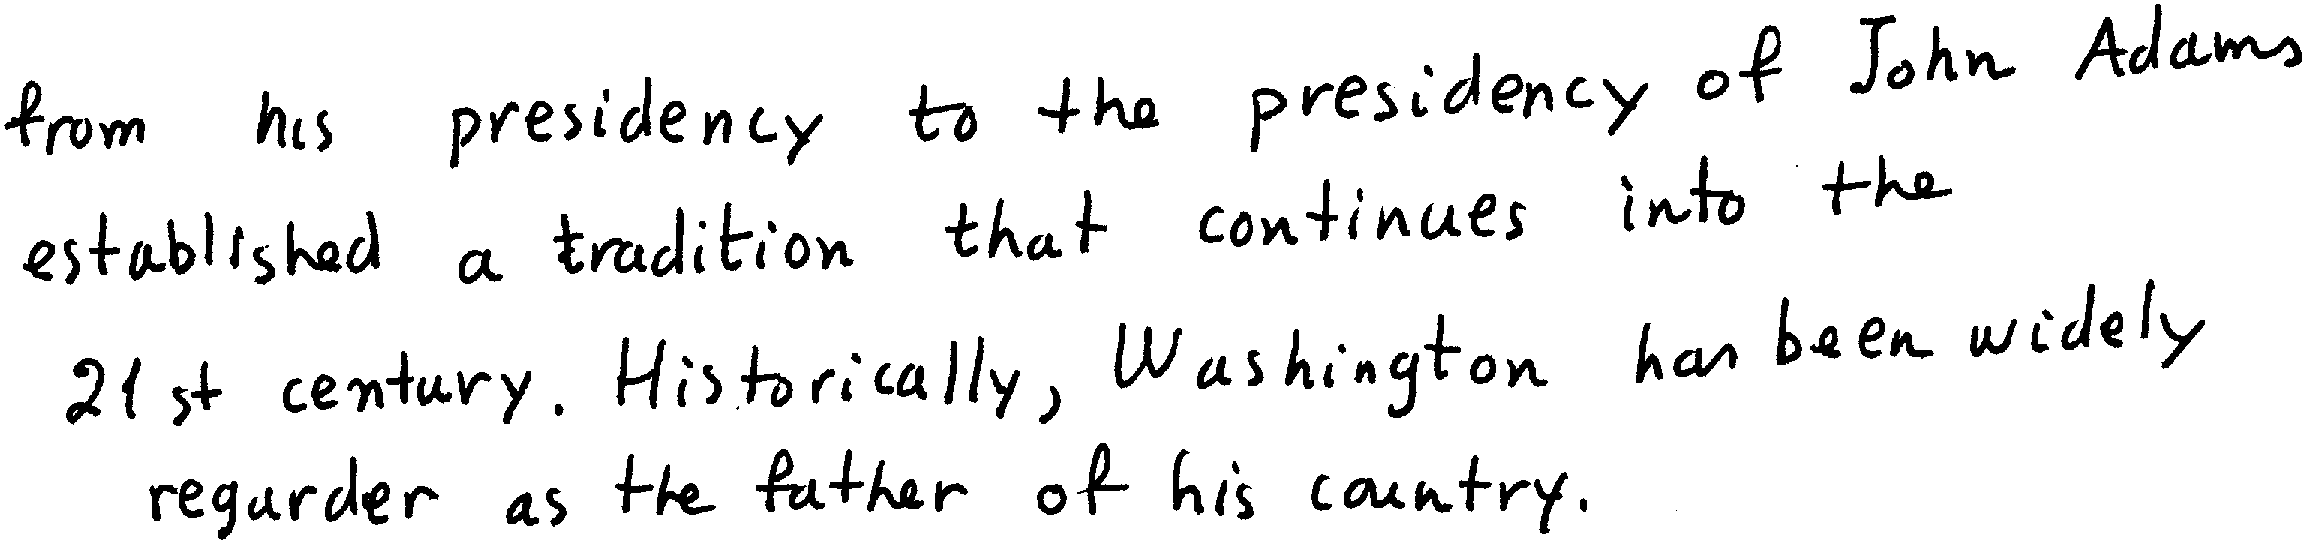 from his presidency to the presidency of John Adams
established a tradition that continues into the
21st century. Historically, Washington has been widely
regarder as the father of his country.